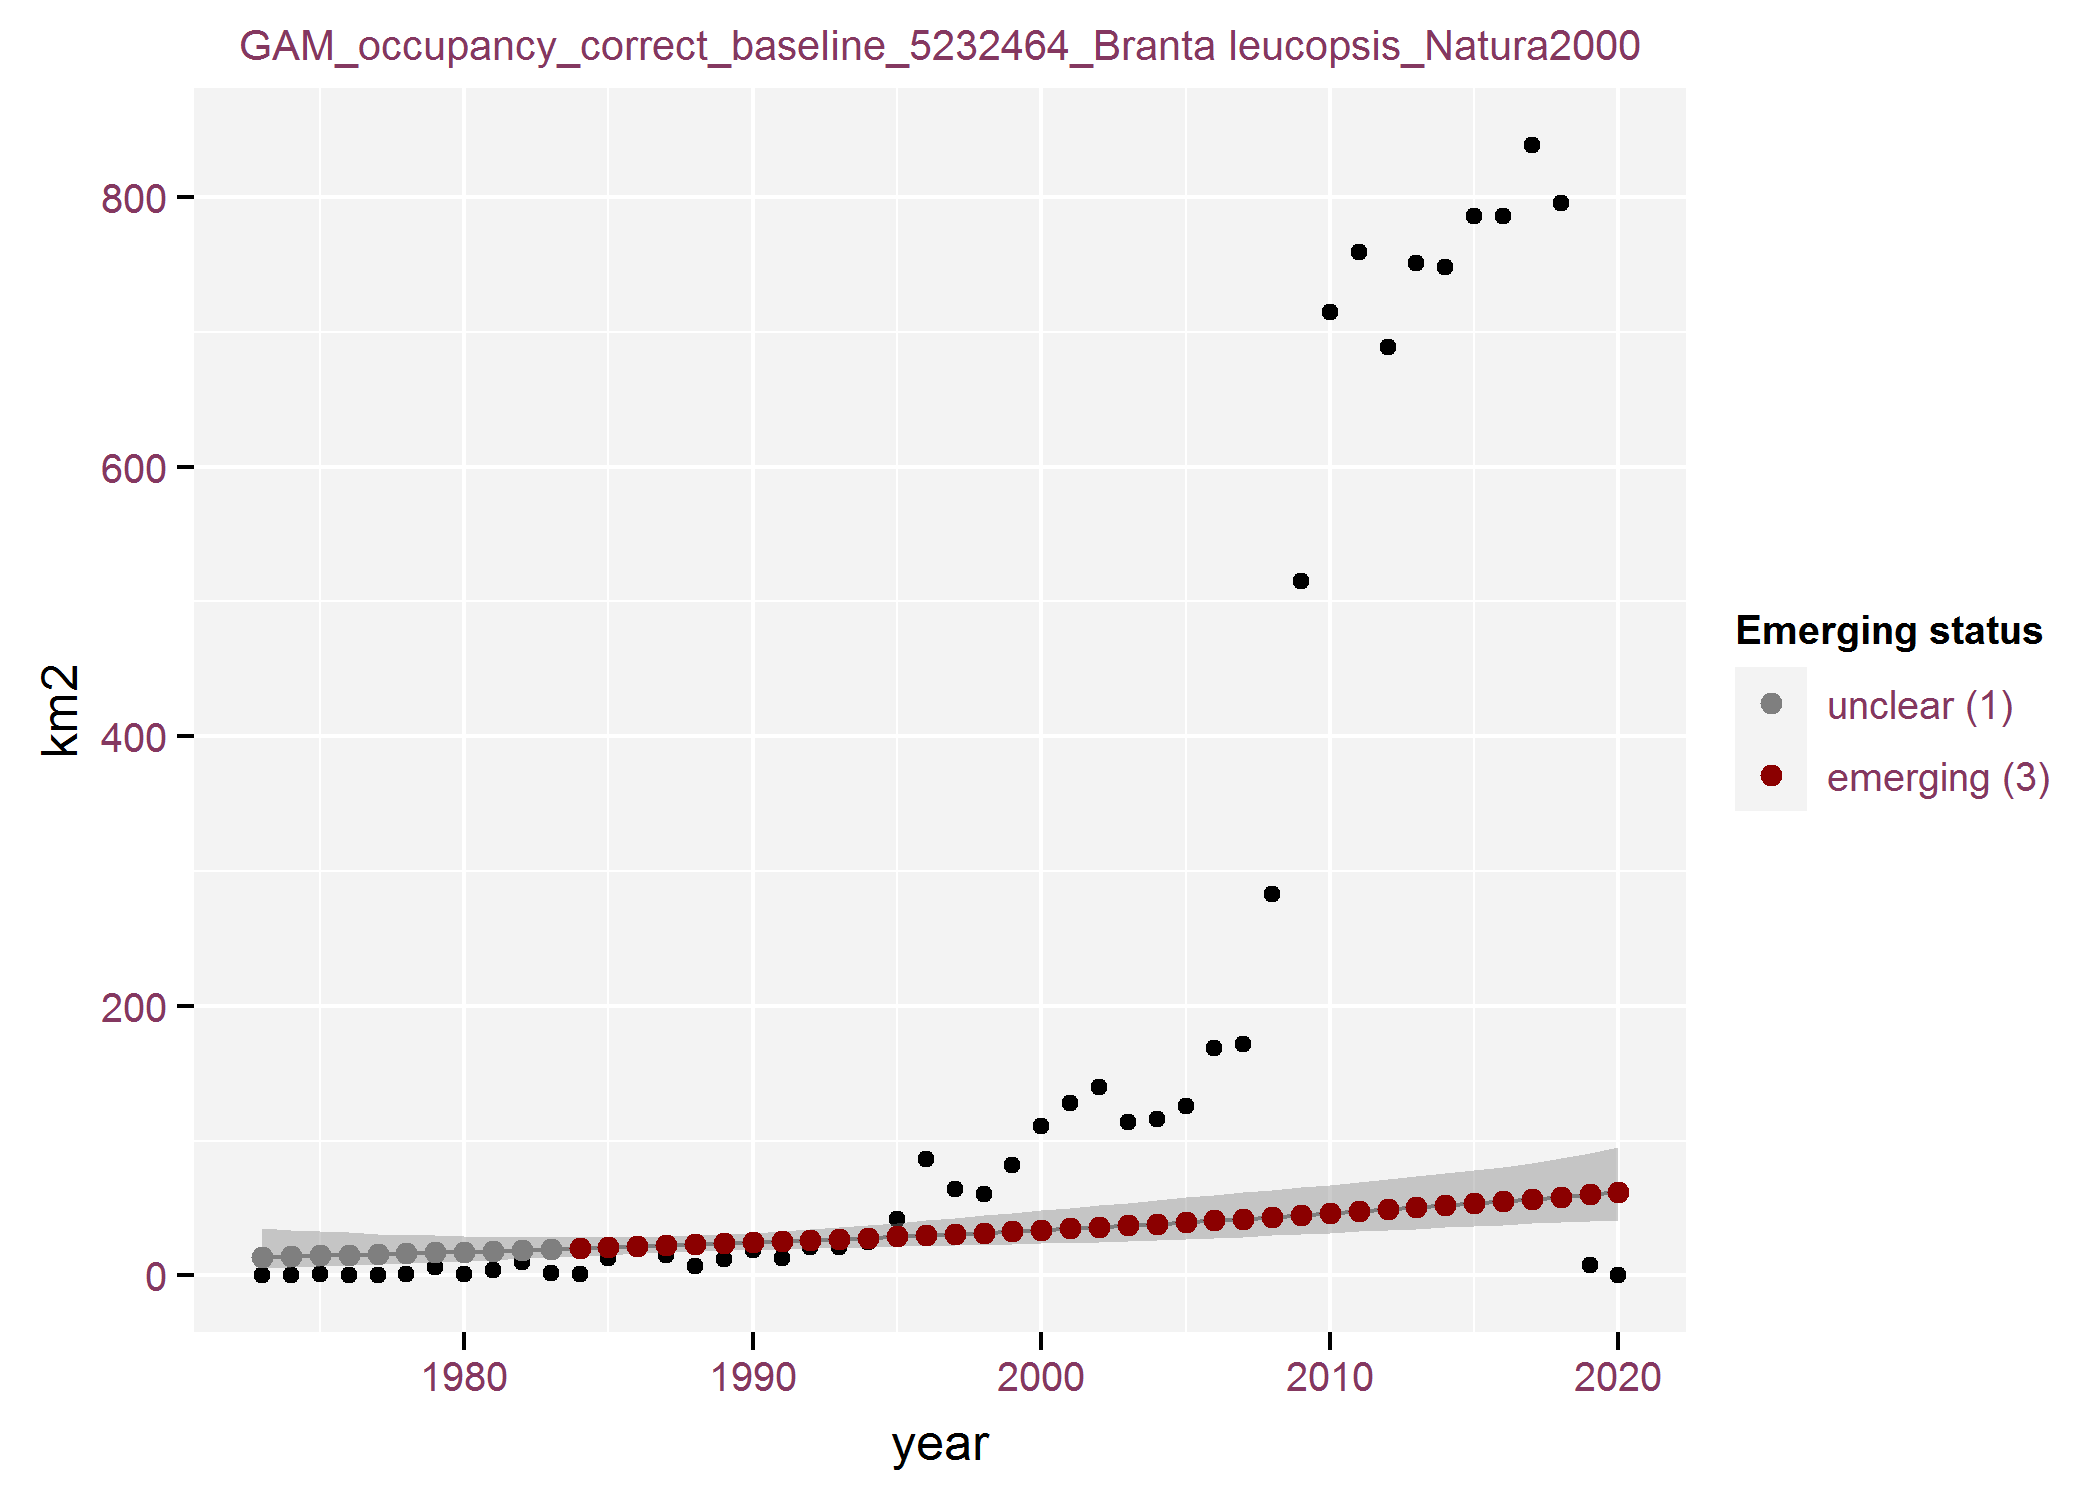 GAM_occupancy_correct_baseline_5232464_Branta leucopsis_Natura2000
800
600
400
200
0
km2
1980 1990 2000 2010 2020
year
Emerging status
unclear (1)
emerging (3)